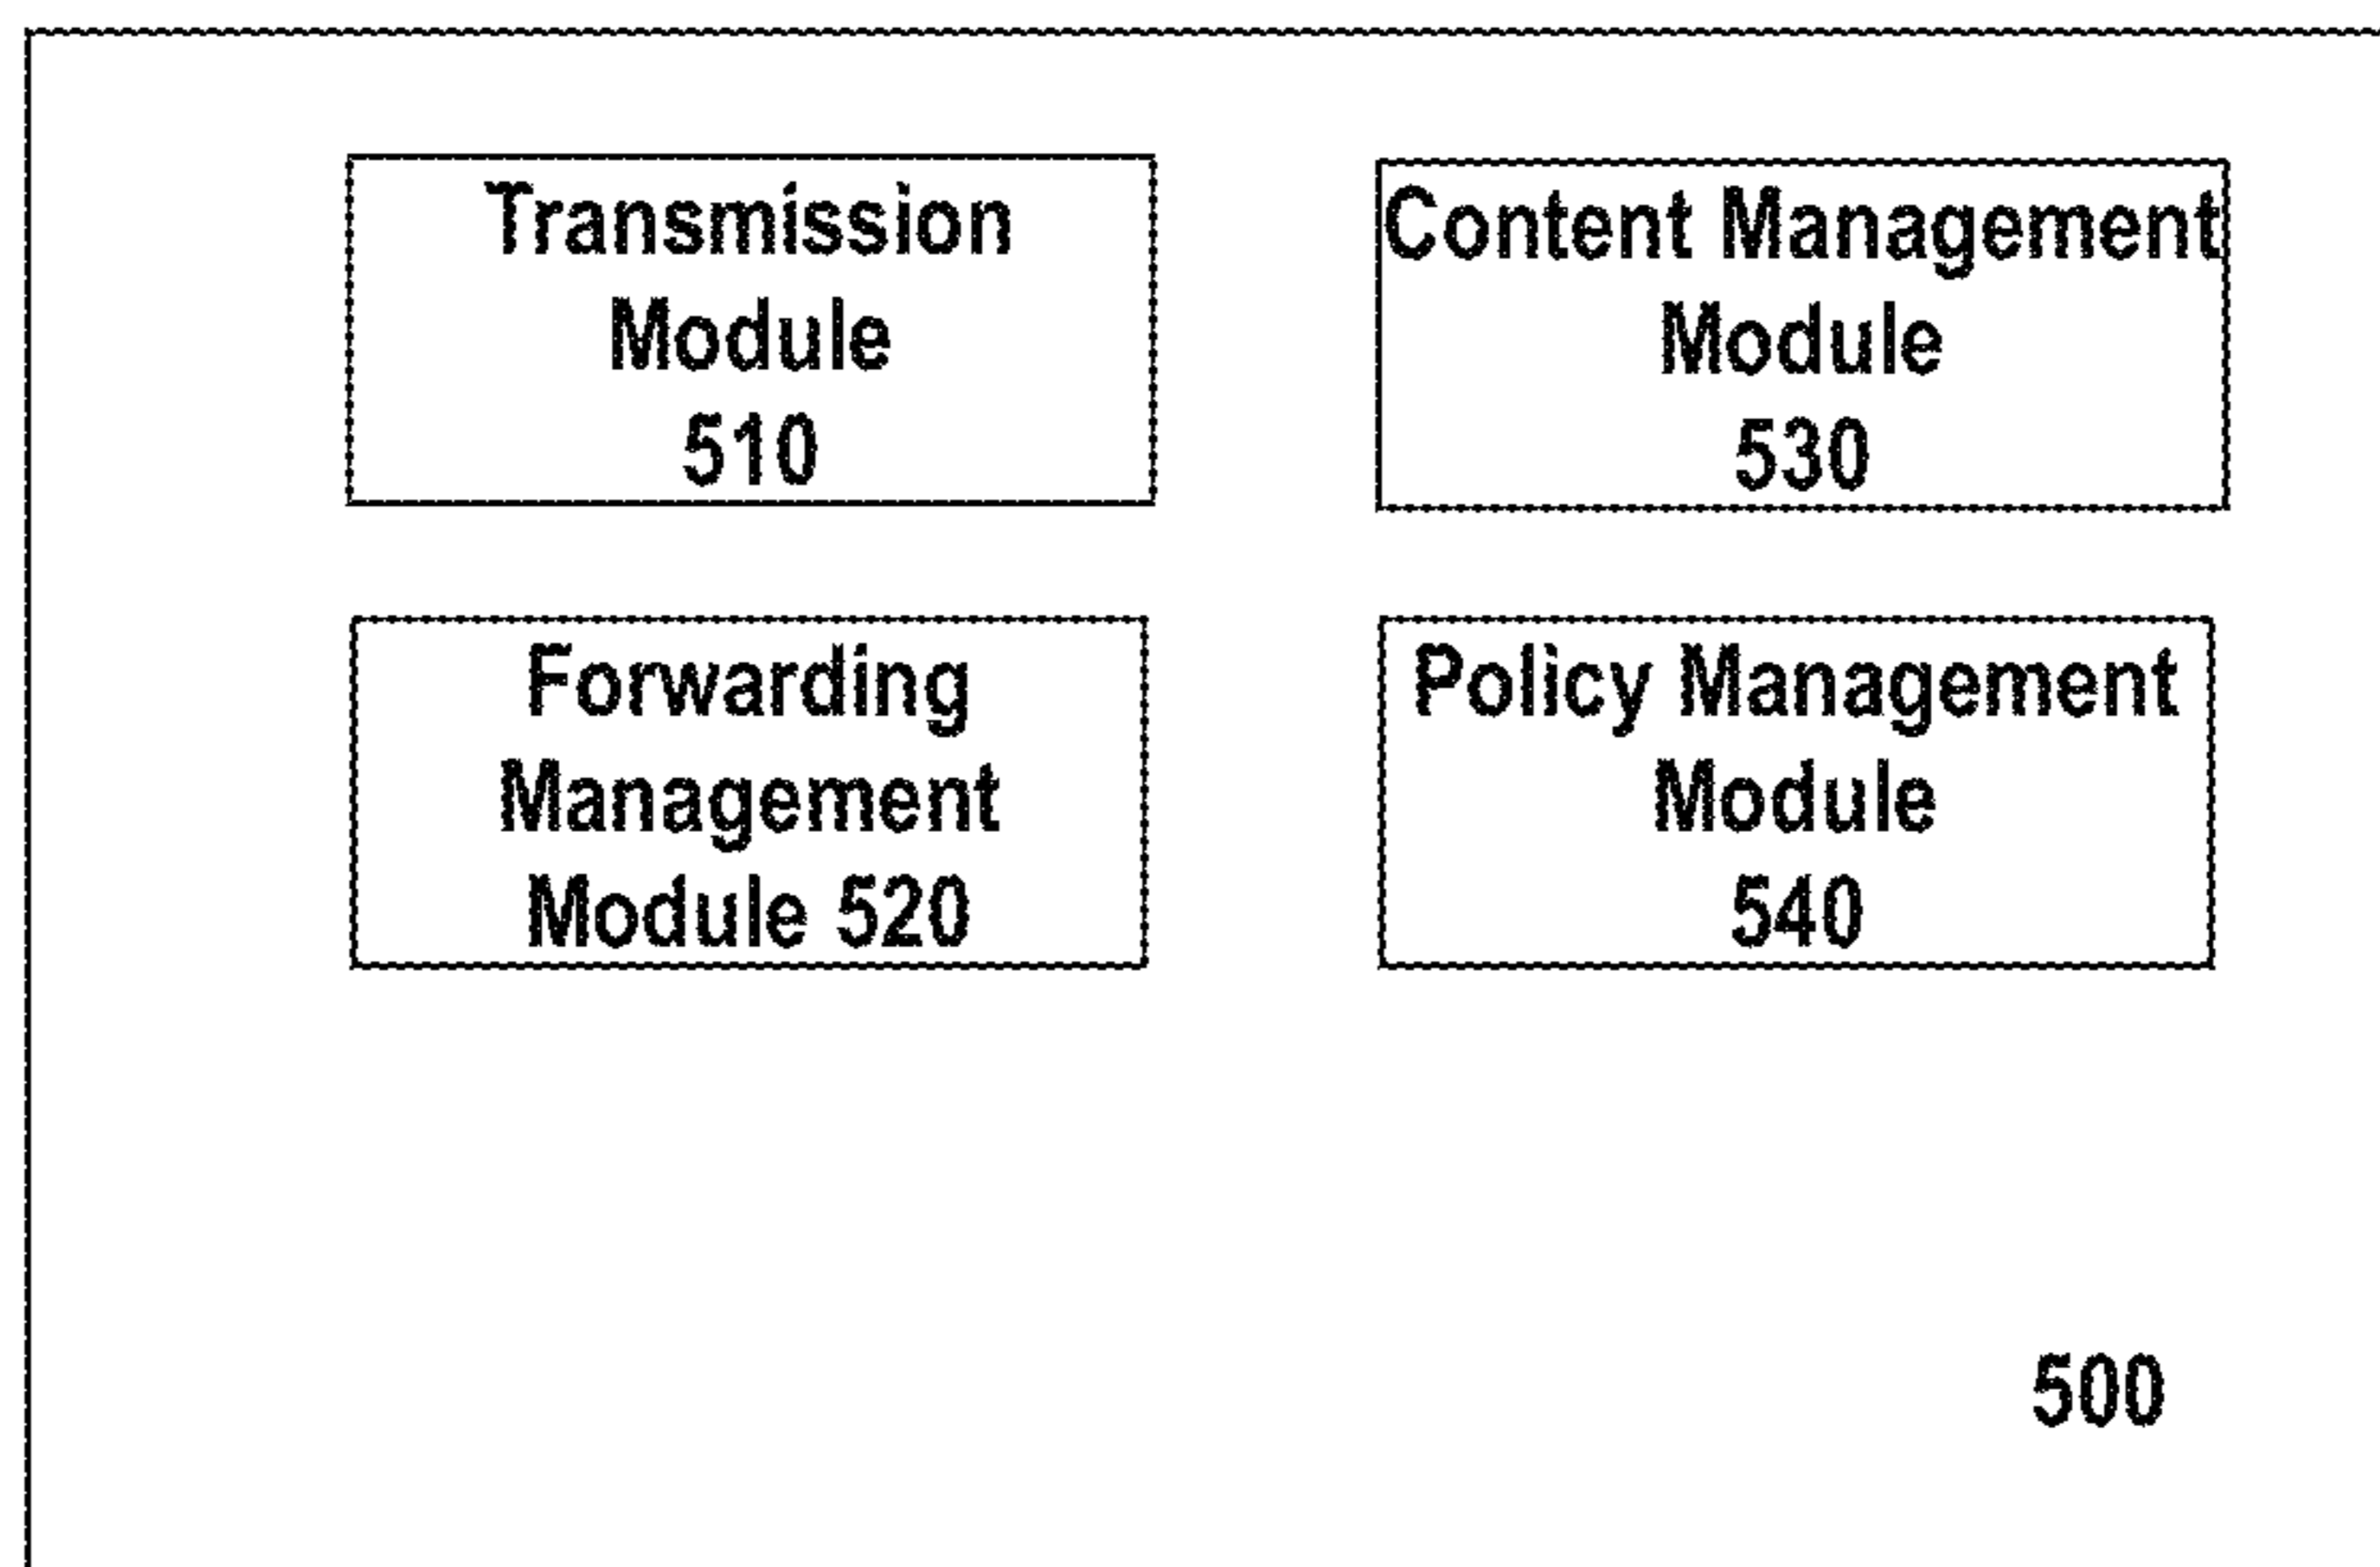 Transmission
Module
510
Content Management
Module
530
Forwarding
Management
Module 520
Policy Management
Module
540
500